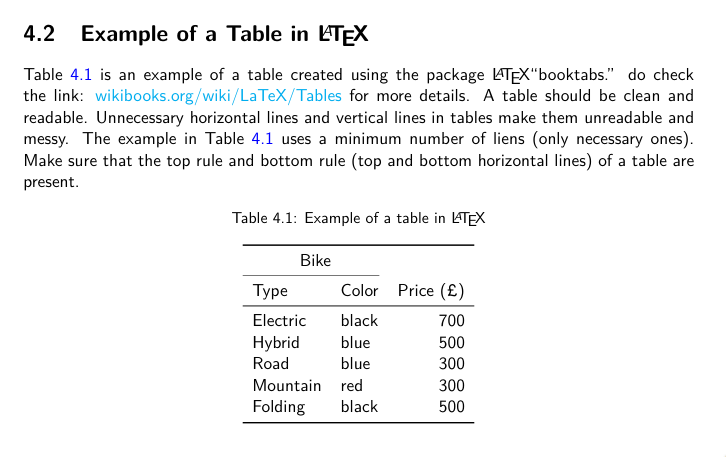 4.2 Example of a Table in LATEX
Table 4.1 is an example of a table created using the package LATEX“booktabs.” do check
the link: wikibooks.org/wiki/LaTeX/Tables for more details. A table should be clean and
readable. Unnecessary horizontal lines and vertical lines in tables make them unreadable and
messy. The example in Table 4.1 uses a minimum number of liens (only necessary ones).
Make sure that the top rule and bottom rule (top and bottom horizontal lines) of a table are
present.
Table 4.1: Example of a table in LATEX
Bike
Type Color Price (£)
Electric black 700
Hybrid blue 500
Road blue 300
Mountain red 300
Folding black 500